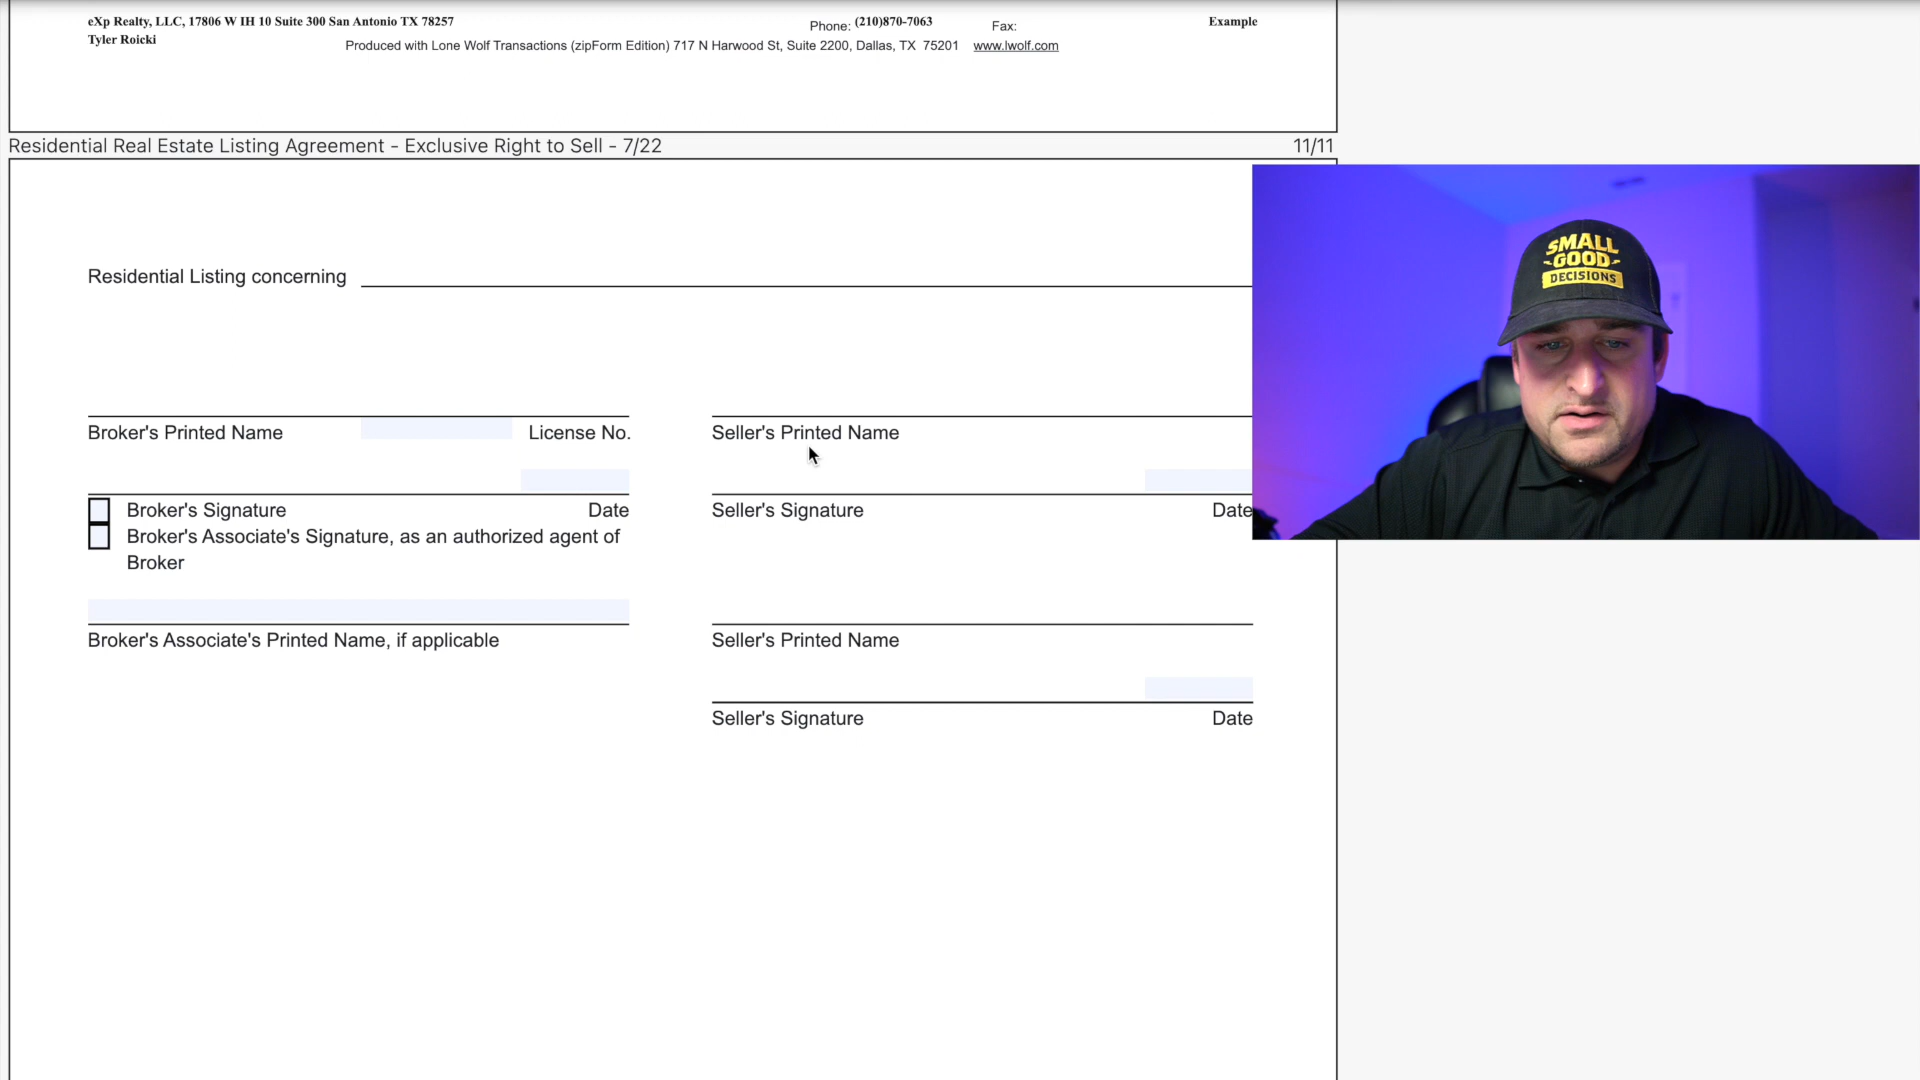 eXp Realty, LLC, 17806 W IH 10 Suite 300 San Antonio TX 78257 Phone: (210)870-7063 Fax: Example
Tyler Roicki
Produced with Lone Wolf Transactions (zipForm Edition) 717 N Harwood St, Suite 2200, Dallas, TX 75201 www.lwolf.com
Residential Real Estate Listing Agreement - Exclusive Right to Sell - 7/22 11/11
Residential Listing concerning
SMALL
GOOD
DECISIONS
Broker's Printed Name License No. Seller's Printed Name
Broker's Signature Date Seller's Signature Date
Broker's Associate's Signature, as an authorized agent of
Broker
Broker's Associate's Printed Name, if applicable Seller's Printed Name
Seller's Signature Date